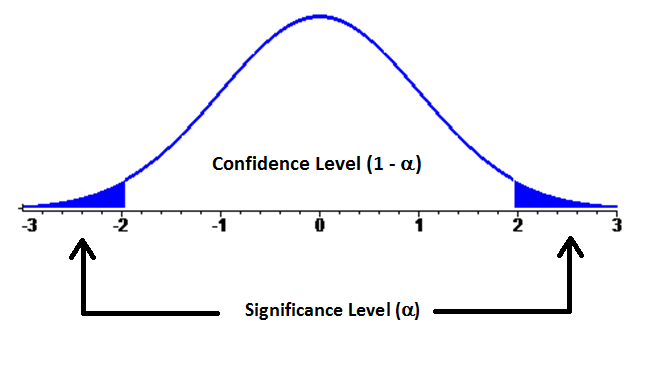 Confidence Level (1 - α)
-3 -2 -1 0 1 2 3
Significance Level (α)